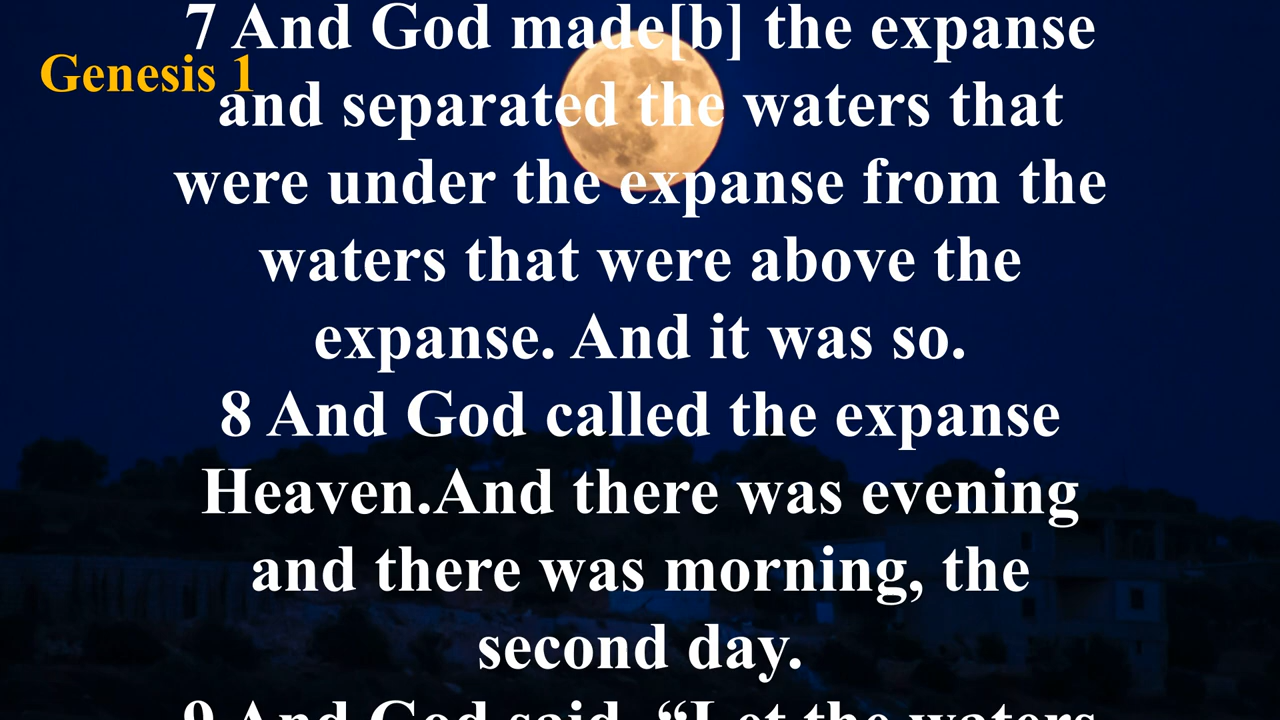 7 And God made[b] the expanse
Genesis 1
and separated the waters that
were under the expanse from the
waters that were above the
expanse. And it was so.
8 And God called the expanse
Heaven.And there was evening
and there was morning, the
second day.
9 And God said, “Let the waters